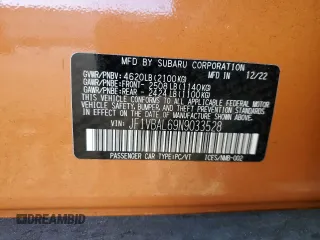 MFD BY SUBARU CORPORATION
GVWR/PNBV: 4620LB(2100KG) 12/22
GAWR/PNBE:FRONT- 2508LB(1140KG)
GAWR/PNBE:REAR- 2424LB(1100KG)
THIS VEHICLE CONFORMS TO ALL APPLICABLE FEDERAL MOTOR
VEHICLE SAFETY, BUMPER, AND THEFT PREVENTION STANDARDS
IN EFFECT ON THE DATE OF MANUFACTURE SHOWN ABOVE.
VIN: JF1VBAL69N9033528
PASSENGER CAR TYPE:PC/VT ICES/NMB-002
DREAMBID